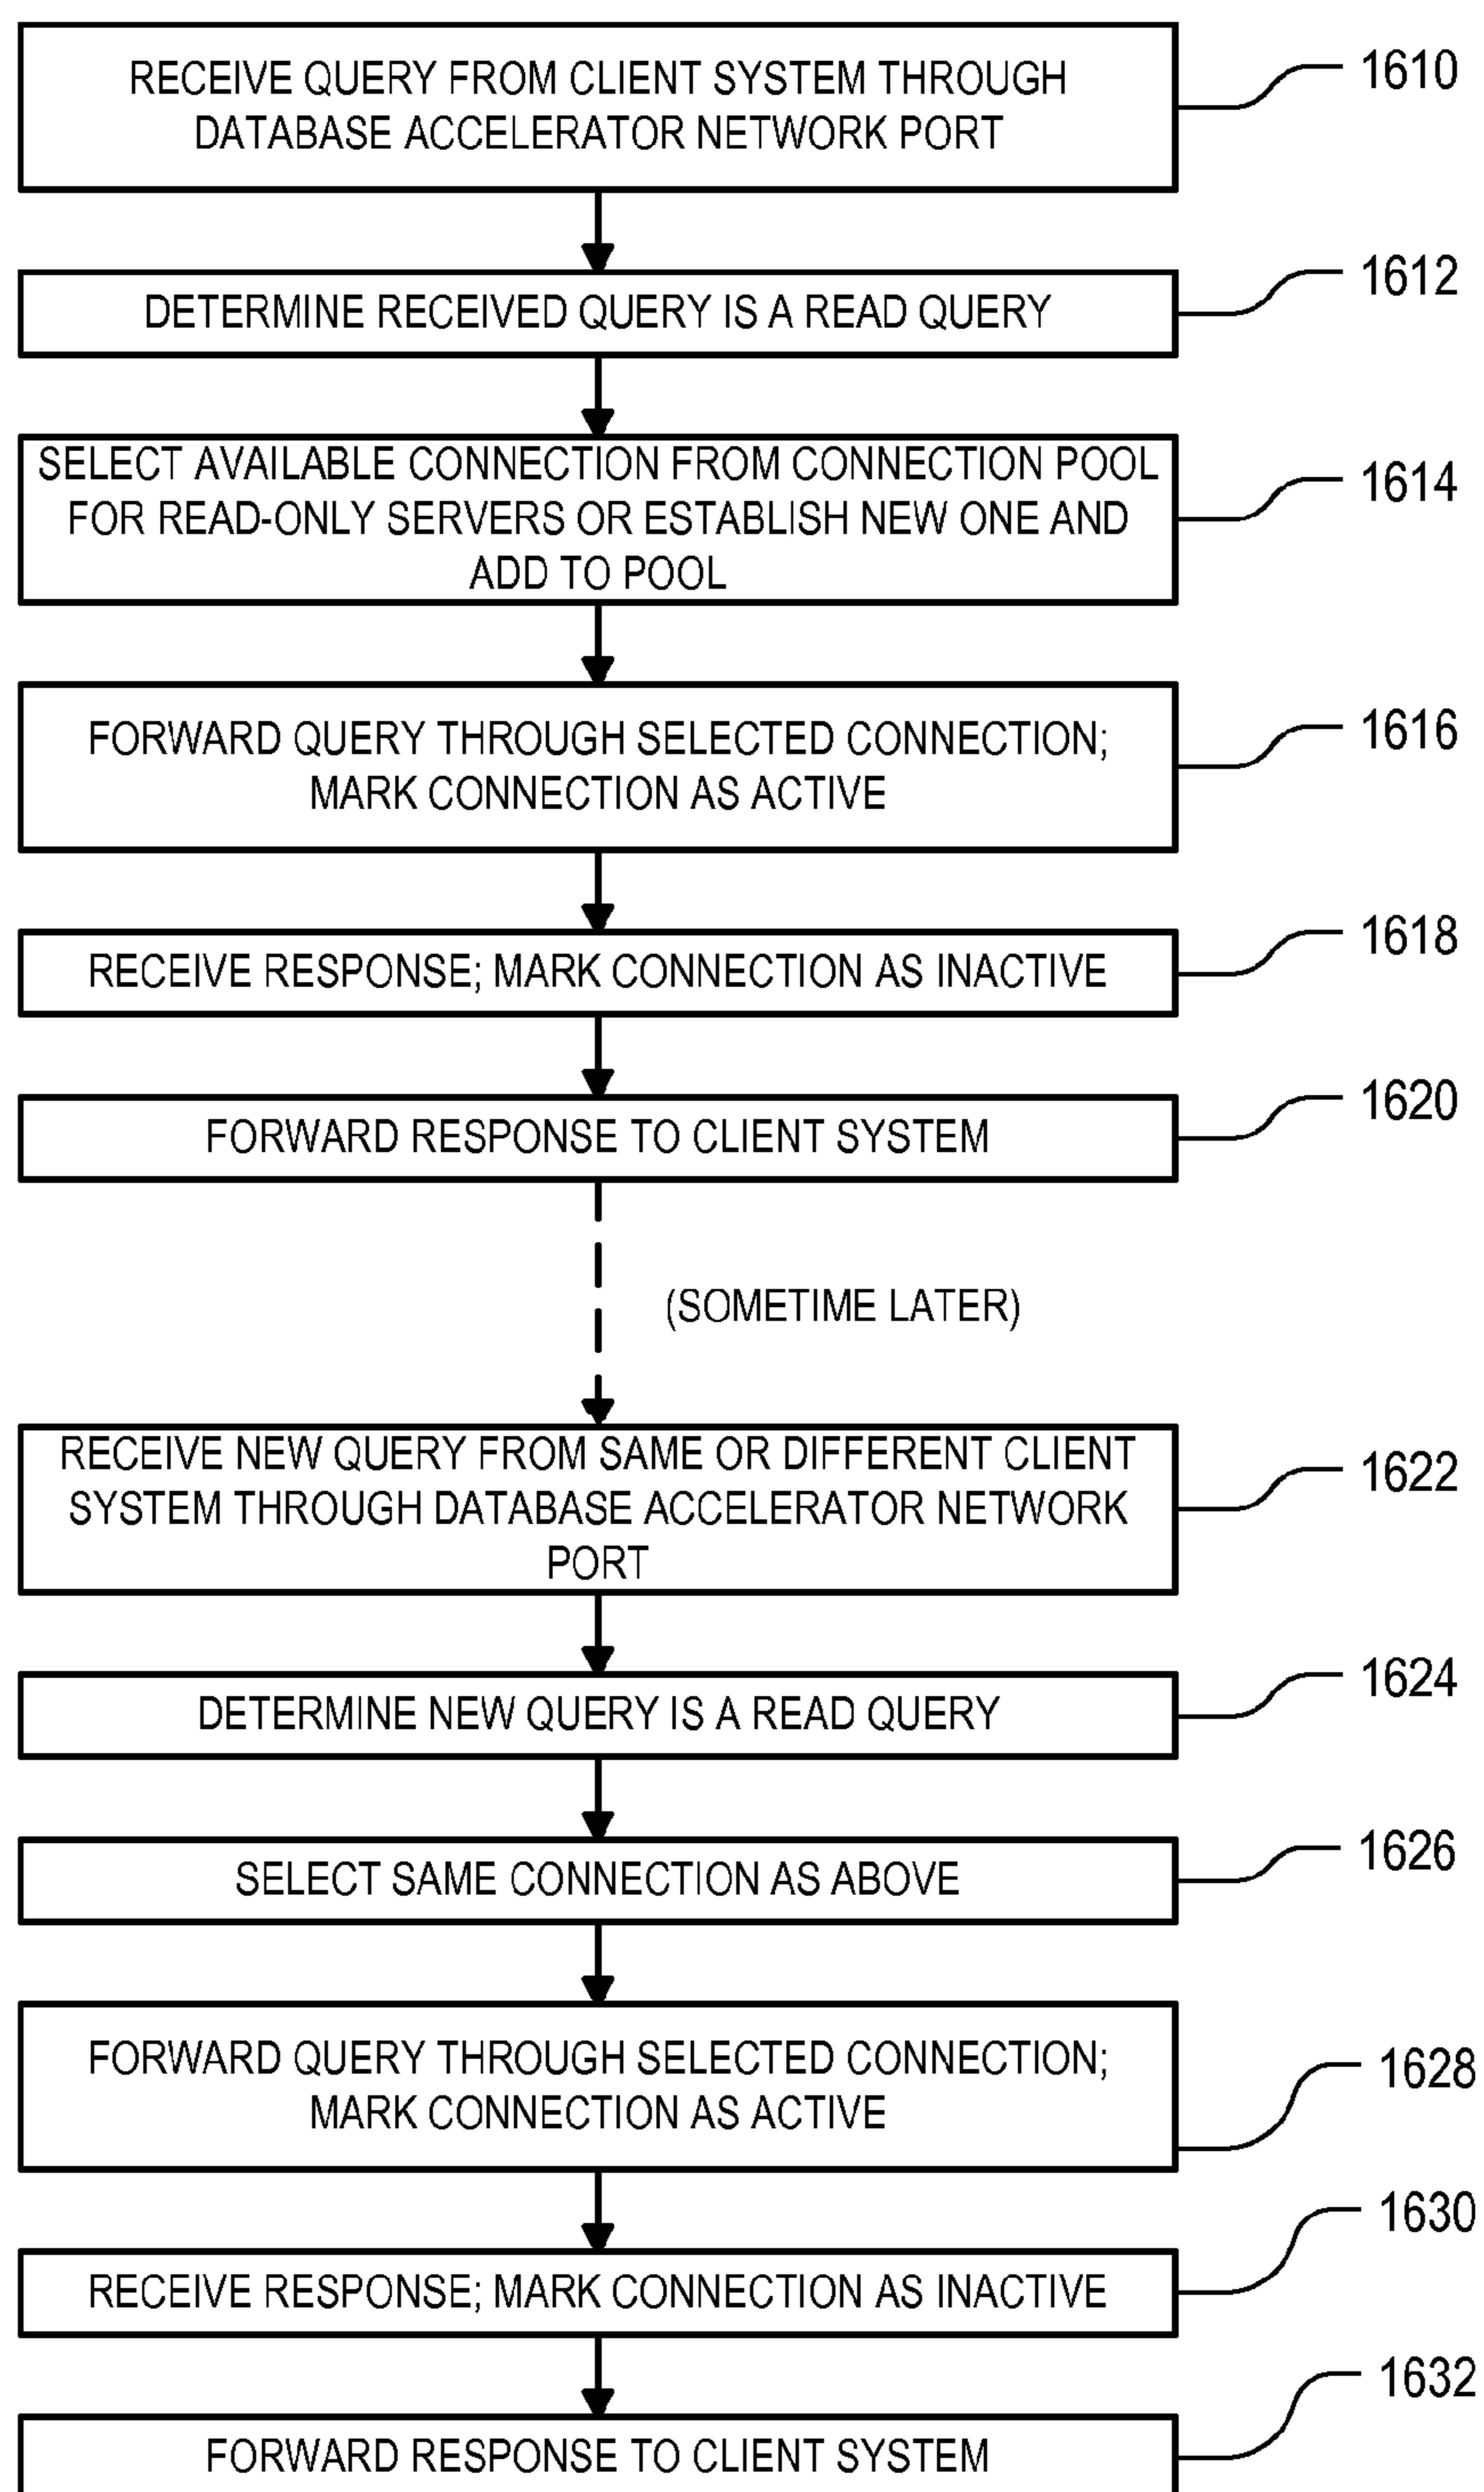 RECEIVE QUERY FROM CLIENT SYSTEM THROUGH
DATABASE ACCELERATOR NETWORK PORT
1610
DETERMINE RECEIVED QUERY IS A READ QUERY
1612
SELECT AVAILABLE CONNECTION FROM CONNECTION POOL
FOR READ-ONLY SERVERS OR ESTABLISH NEW ONE AND
ADD TO POOL
1614
FORWARD QUERY THROUGH SELECTED CONNECTION;
MARK CONNECTION AS ACTIVE
1616
RECEIVE RESPONSE; MARK CONNECTION AS INACTIVE
1618
FORWARD RESPONSE TO CLIENT SYSTEM
1620
(SOMETIME LATER)
RECEIVE NEW QUERY FROM SAME OR DIFFERENT CLIENT
SYSTEM THROUGH DATABASE ACCELERATOR NETWORK
PORT
1622
DETERMINE NEW QUERY IS A READ QUERY
1624
SELECT SAME CONNECTION AS ABOVE
1626
FORWARD QUERY THROUGH SELECTED CONNECTION;
MARK CONNECTION AS ACTIVE
1628
RECEIVE RESPONSE; MARK CONNECTION AS INACTIVE
1630
FORWARD RESPONSE TO CLIENT SYSTEM
1632